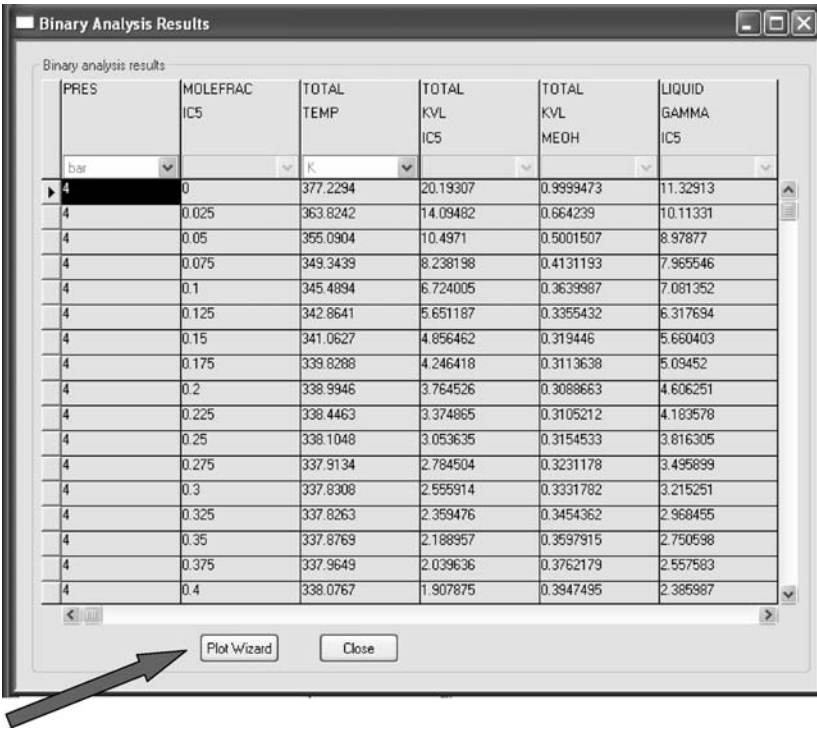 Binary Analysis Results
Binary analysis results
PRES MOLEFRAC TOTAL TOTAL TOTAL LIQUID
IC5 TEMP KVL KVL GAMMA
IC5 MEOH IC5
bar K
4 0 377.2294 20.19307 0.9999473 11.32913
4 0.025 363.8242 14.09482 0.664239 10.11331
4 0.05 355.0904 10.4971 0.5001507 8.97877
4 0.075 349.3439 8.238198 0.4131193 7.965546
4 0.1 345.4894 6.724005 0.3639987 7.081352
4 0.125 342.8641 5.651187 0.3355432 6.317694
4 0.15 341.0627 4.856462 0.319446 5.660403
4 0.175 339.8288 4.246418 0.3113638 5.09452
4 0.2 338.9946 3.764526 0.3088663 4.606251
4 0.225 338.4463 3.374865 0.3105212 4.183578
4 0.25 338.1048 3.053635 0.3154533 3.816305
4 0.275 337.9134 2.784504 0.3231178 3.495899
4 0.3 337.8308 2.555914 0.3331782 3.215251
4 0.325 337.8263 2.359476 0.3454362 2.968455
4 0.35 337.8769 2.188957 0.3597915 2.750598
4 0.375 337.9649 2.039636 0.3762179 2.557583
4 0.4 338.0767 1.907875 0.3947495 2.385987
Plot Wizard Close